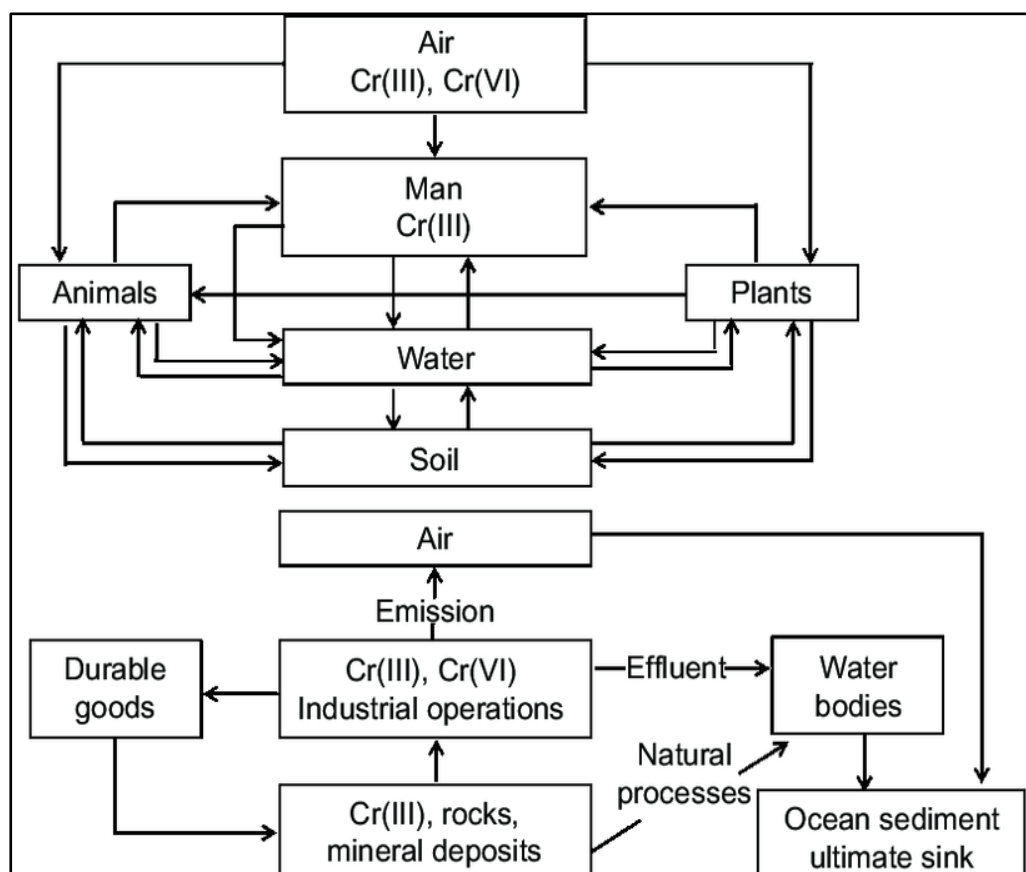 Air
Cr(III), Cr(VI)
Man
Cr(III)
Animals
Plants
Water
Soil
Air
Emission
Durable
goods
Cr(III), Cr(VI)
Industrial operations
Effluent
Water
bodies
Natural
processes
Cr(III), rocks,
mineral deposits
Ocean sediment
ultimate sink